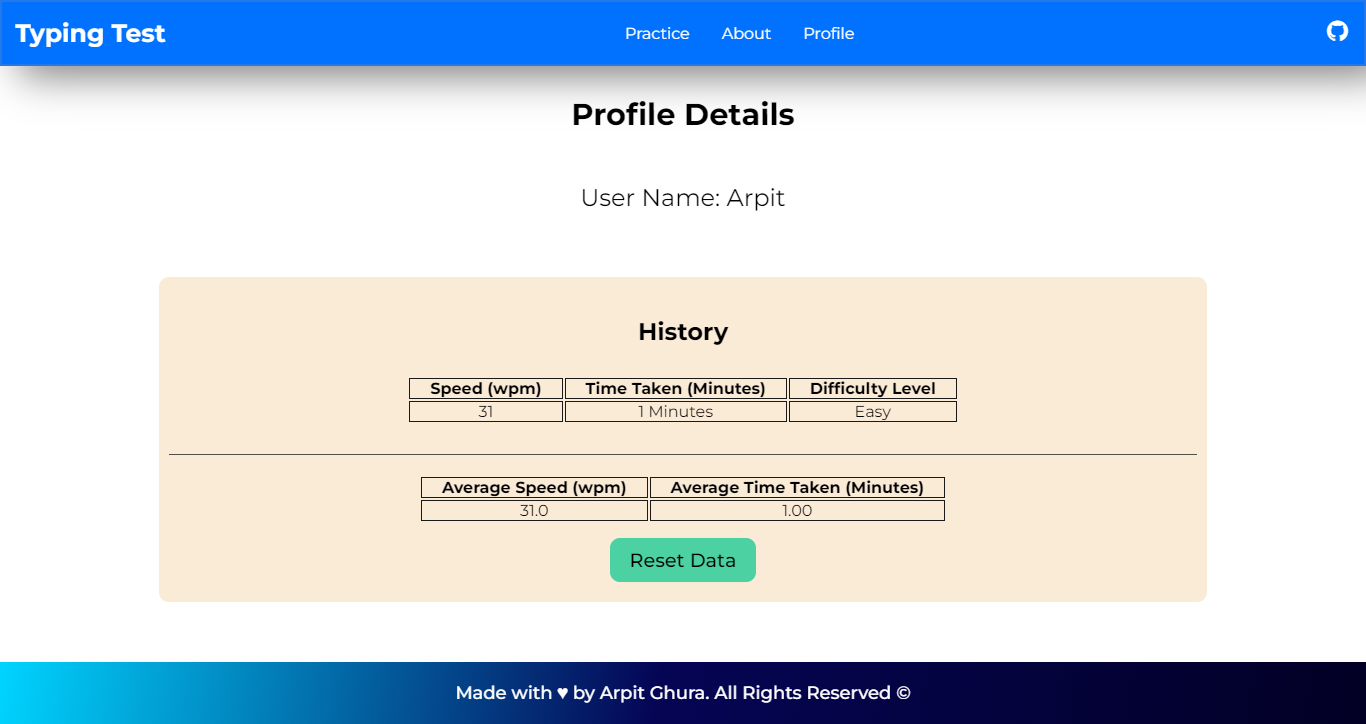 Typing Test Practice About Profile
Profile Details
User Name: Arpit
History
Speed (wpm) Time Taken (Minutes) Difficulty Level
31 1 Minutes Easy
Average Speed (wpm) Average Time Taken (Minutes)
31.0 1.00
Reset Data
Made with ♥ by Arpit Ghura. All Rights Reserved ©